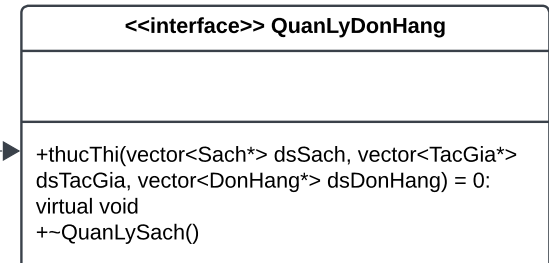 <<interface>> QuanLyDonHang
+thucThi(vector<Sach*> dsSach, vector<TacGia*>
dsTacGia, vector<DonHang*> dsDonHang) = 0:
virtual void
+~QuanLySach()